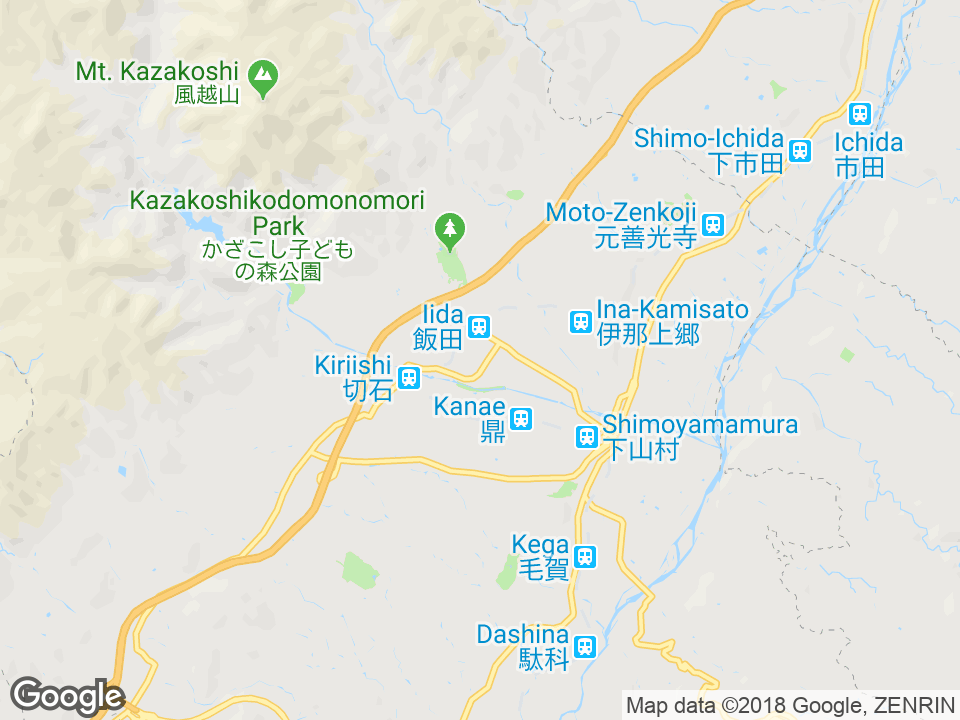 Mt. Kazakoshi
風越山
Ichida
市田
Shimo-Ichida
下市田
Kazakoshikodomonomori
Park
かざこし子ども
の森公園
Moto-Zenkoji
元善光寺
Iida
飯田
Ina-Kamisato
伊那上郷
Kiriishi
切石
Kanae
鼎
Shimoyamamura
下山村
Kega
毛賀
Dashina
駄科
Google
Map data ©2018 Google, ZENRIN